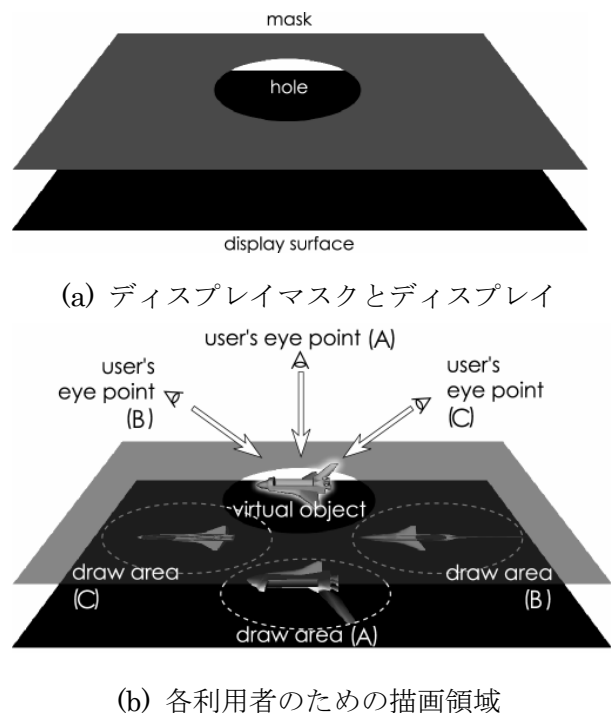 mask
hole
display surface
(a) ディスプレイマスクとディスプレイ
user's eye point (A)
user's
eye point
(B)
user's
eye point
(C)
virtual object
draw area
(C)
draw area
(B)
draw area (A)
(b) 各利用者のための描画領域